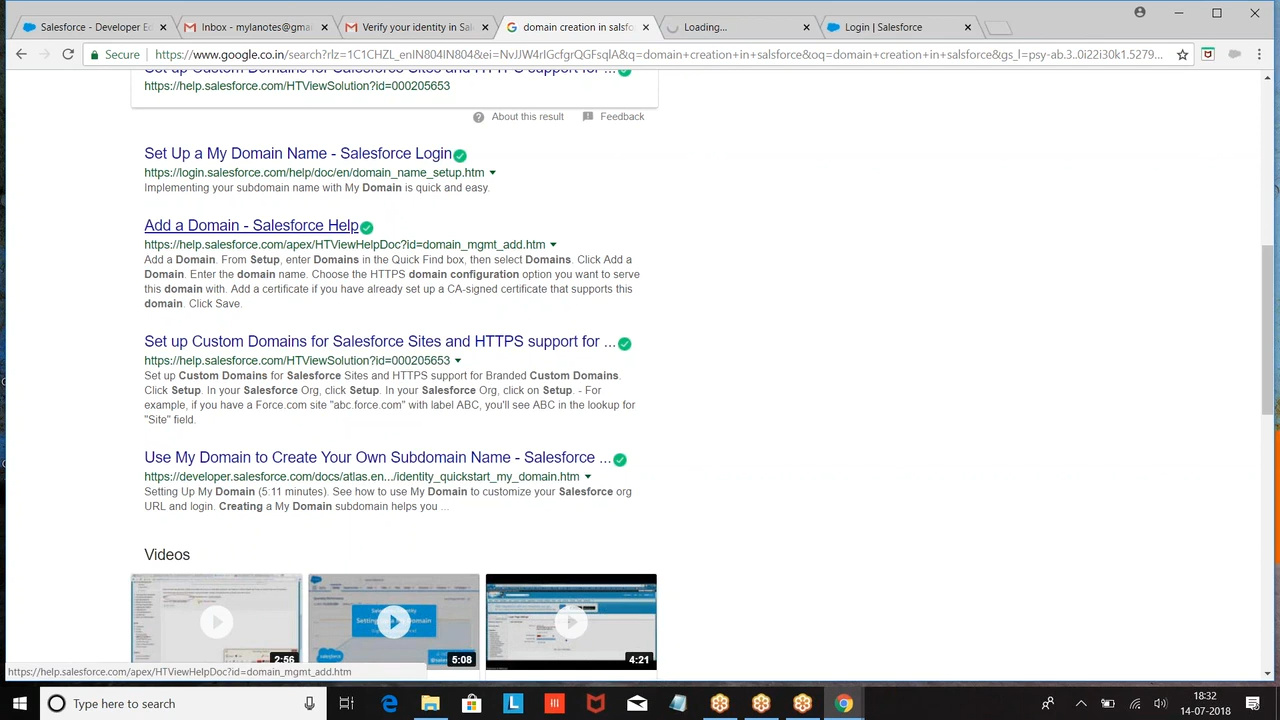 Salesforce - Developer Ed
Inbox - mylanotes@gma
Verify your identity in Sal
domain creation in salsfo
Loading...
Login | Salesforce
Secure
https://www.google.co.in/search?rlz=1C1CHZL_enIN804IN804&ei=NvJJW4rIGcfgrQGFsqlA&q=domain+creation+in+salsforce&oq=domain+creation+in+salsforce&gs_l=psy-ab.3..0i22i30k1.5279...
Set up Custom Domains for Salesforce Sites and HTTPS support for ...
https://help.salesforce.com/HTViewSolution?id=000205653
About this result
Feedback
Set Up a My Domain Name - Salesforce Login
https://login.salesforce.com/help/doc/en/domain_name_setup.htm
Implementing your subdomain name with My Domain is quick and easy.
Add a Domain - Salesforce Help
https://help.salesforce.com/apex/HTViewHelpDoc?id=domain_mgmt_add.htm
Add a Domain. From Setup, enter Domains in the Quick Find box, then select Domains. Click Add a
Domain. Enter the domain name. Choose the HTTPS domain configuration option you want to serve
this domain with. Add a certificate if you have already set up a CA-signed certificate that supports this
domain. Click Save.
Set up Custom Domains for Salesforce Sites and HTTPS support for ...
https://help.salesforce.com/HTViewSolution?id=000205653
Set up Custom Domains for Salesforce Sites and HTTPS support for Branded Custom Domains.
Click Setup. In your Salesforce Org, click Setup. In your Salesforce Org, click on Setup. - For
example, if you have a Force.com site "abc.force.com" with label ABC, you'll see ABC in the lookup for
"Site" field.
Use My Domain to Create Your Own Subdomain Name - Salesforce ...
https://developer.salesforce.com/docs/atlas.en.../identity_quickstart_my_domain.htm
Setting Up My Domain (5:11 minutes). See how to use My Domain to customize your Salesforce org
URL and login. Creating a My Domain subdomain helps you ...
Videos
2:56
5:08
4:21
https://help.salesforce.com/apex/HTViewHelpDoc?id=domain_mgmt_add.htm
Type here to search
18:32
14-07-2018